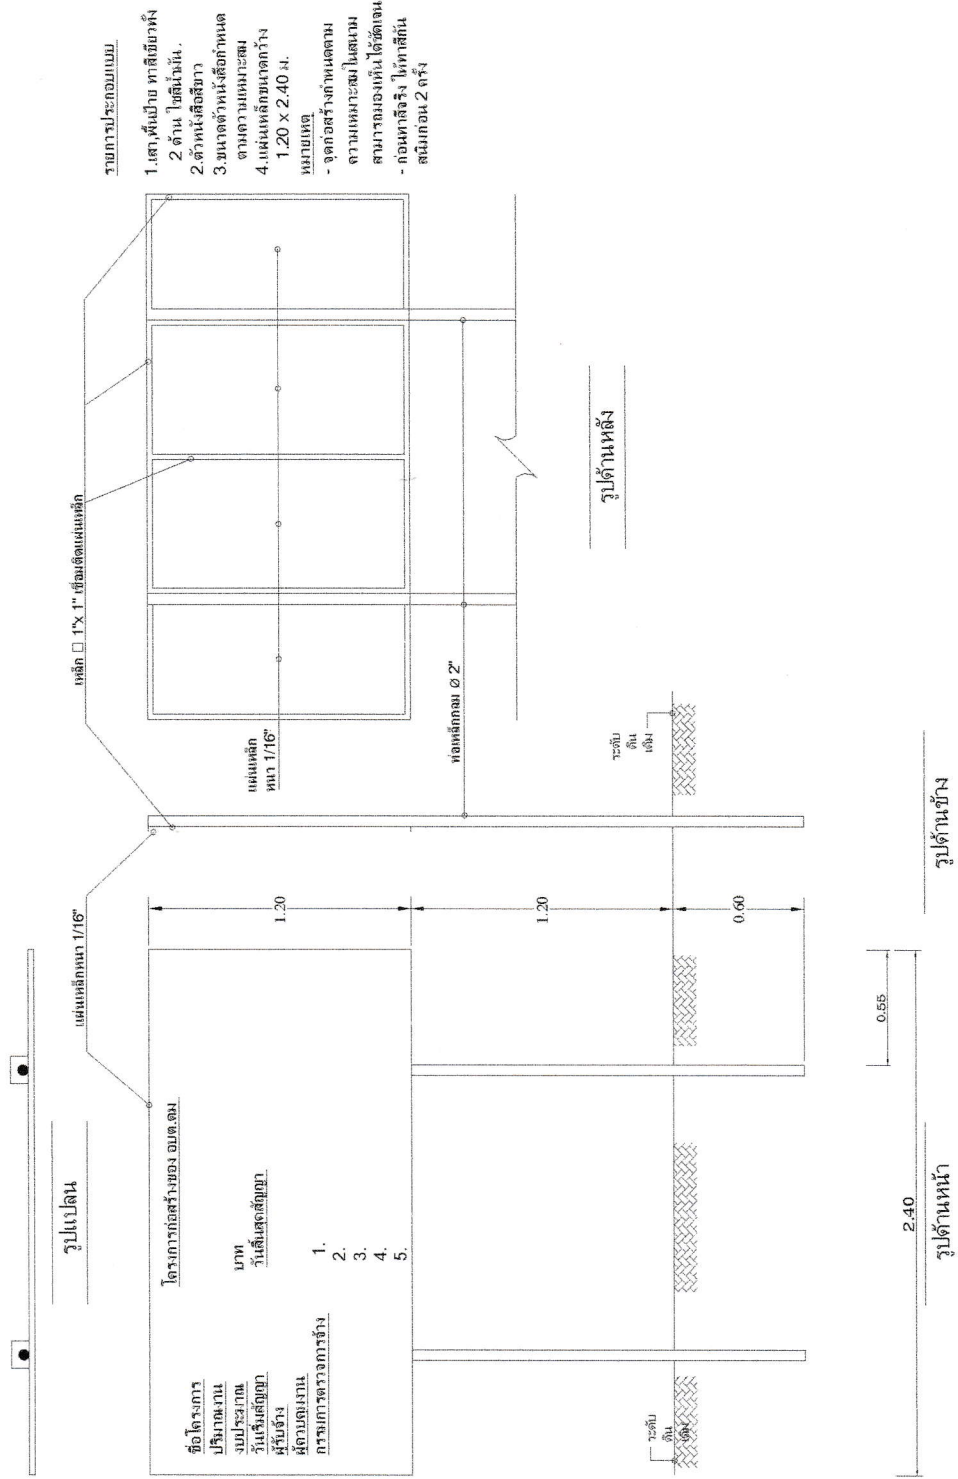 รูปแปลน
แผ่นเหล็กหนา 1/16"
เหล็ก □ 1"x 1" เชื่อมติดแผ่นเหล็ก
โครงการก่อสร้างของ อบต.ตม
ชื่อโครงการ
ปริมาณงาน
งบประมาณ บาท
วันเริ่มสัญญา วันสิ้นสุดสัญญา
ผู้รับจ้าง
ผู้ควบคุมงาน
กรรมการตรวจการจ้าง 1.
2.
3.
4.
5.
1.20
1.20
0.60
0.55
2.40
ระดับ
ดิน
เดิม
รูปด้านหน้า
แผ่นเหล็ก
หนา 1/16"
ท่อเหล็กกลม Ø 2"
ระดับ
ดิน
เดิม
รูปด้านข้าง
รูปด้านหลัง
รายการประกอบแบบ
1.เสา,พื้นป้าย ทาสีเขียวทั้ง
2 ด้าน ใช้สีน้ำมัน.
2.ตัวหนังสือสีขาว
3.ขนาดตัวหนังสือกำหนด
ตามความเหมาะสม
4.แผ่นเหล็กขนาดกว้าง
1.20 x 2.40 ม.
หมายเหตุ
- จุดก่อสร้างกำหนดตาม
ความเหมาะสมในสนาม
สามารถมองเห็นได้ชัดเจน
- ก่อนทาสีจริง ให้ทาสีกัน
สนิมก่อน 2 ครั้ง